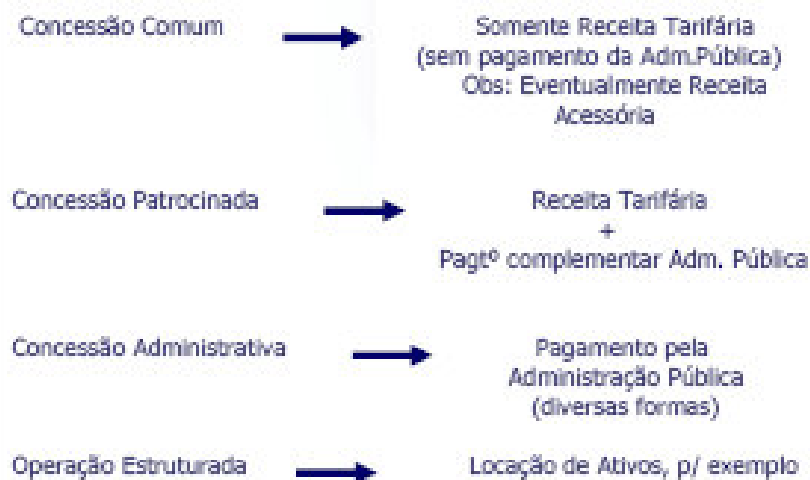 Concessão Comum
Somente Receita Tarifária
(sem pagamento da Adm.Pública)
Obs: Eventualmente Receita
Acessória
Concessão Patrocinada
Receita Tarifária
+
Pagtº complementar Adm. Pública
Concessão Administrativa
Pagamento pela
Administração Pública
(diversas formas)
Operação Estruturada
Locação de Ativos, p/ exemplo